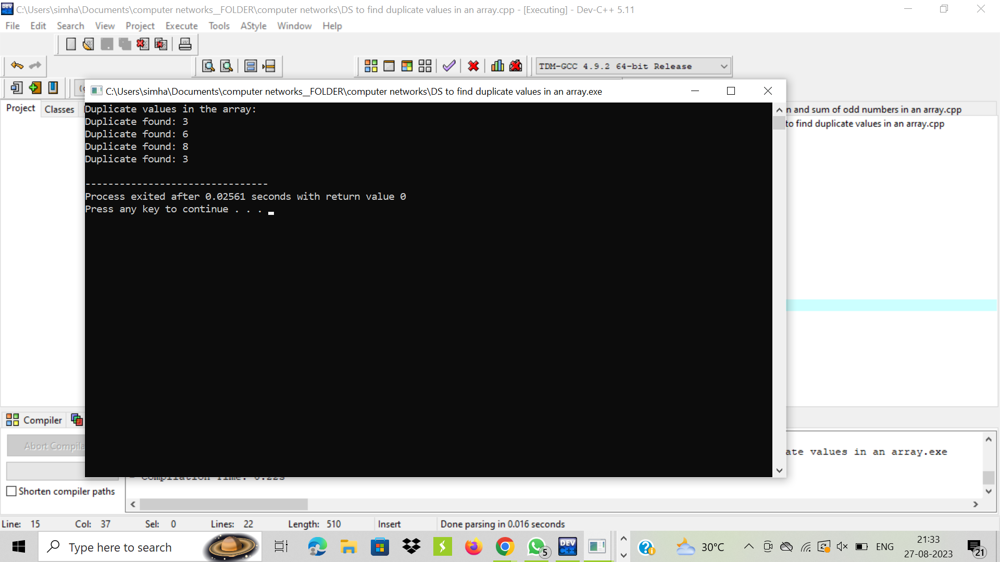 C:\Users\simha\Documents\computer networks__FOLDER\computer networks\DS to find duplicate values in an array.cpp - [Executing] - Dev-C++ 5.11
File Edit Search View Project Execute Tools AStyle Window Help
TDM-GCC 4.9.2 64-bit Release
C:\Users\simha\Documents\computer networks__FOLDER\computer networks\DS to find duplicate values in an array.exe
Project Classes
n and sum of odd numbers in an array.cpp
to find duplicate values in an array.cpp
Duplicate values in the array:
Duplicate found: 3
Duplicate found: 6
Duplicate found: 8
Duplicate found: 3
--------------------------------
Process exited after 0.02561 seconds with return value 0
Press any key to continue . . .
Compiler
Abort Compila
ate values in an array.exe
- Compilation Time: 0.22s
Shorten compiler paths
Line: 15 Col: 37 Sel: 0 Lines: 22 Length: 510 Insert Done parsing in 0.016 seconds
Type here to search
5
DEV C++
30°C
ENG
21:33
27-08-2023
21